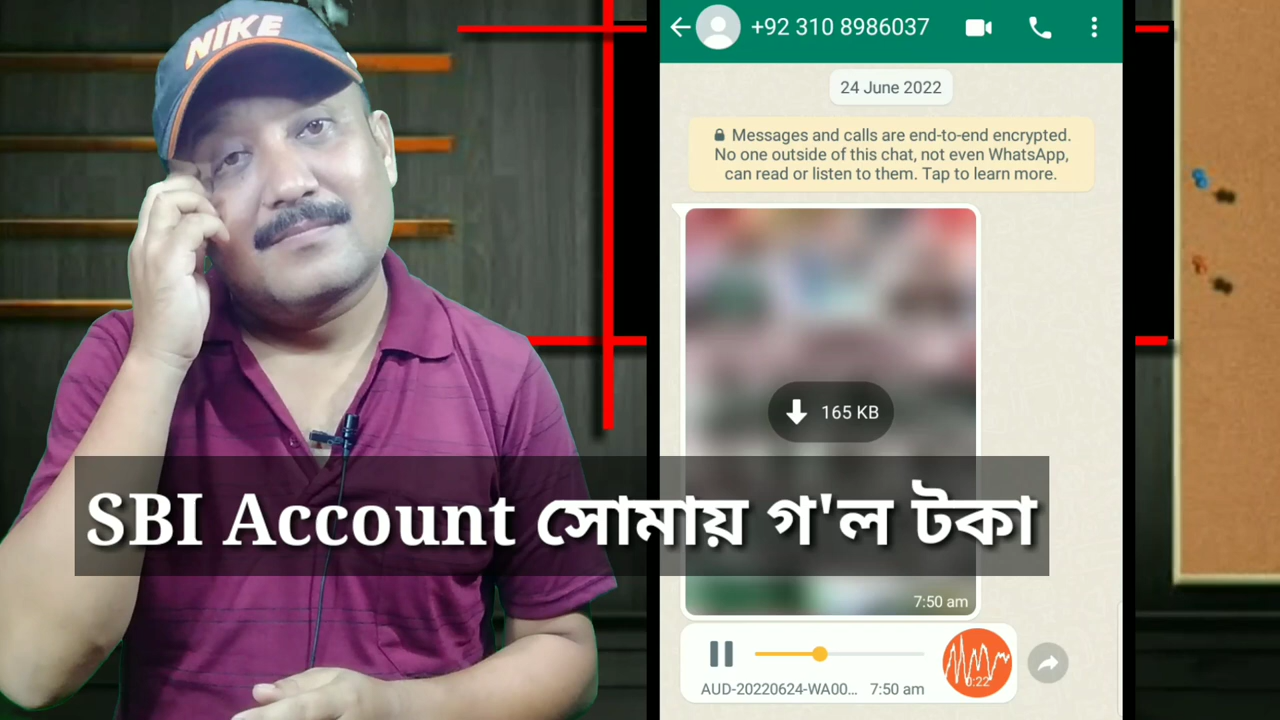 NIKE
+92 310 8986037
24 June 2022
Messages and calls are end-to-end encrypted.
No one outside of this chat, not even WhatsApp,
can read or listen to them. Tap to learn more.
165 KB
SBI Account সোমায় গ'ল টকা
7:50 am
0:22
AUD-20220624-WA00... 7:50 am